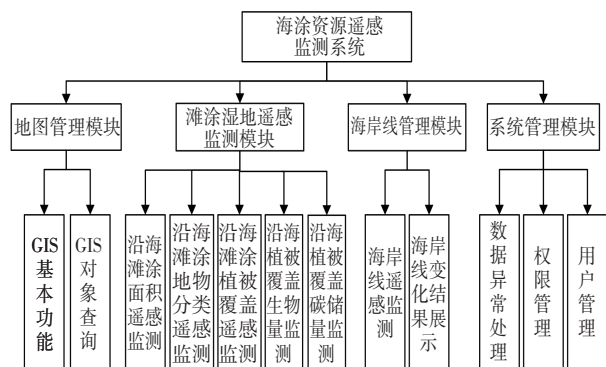 海涂资源遥感
监测系统
地图管理模块
滩涂湿地遥感
监测模块
海岸线管理模块
系统管理模块
GIS
基
本
功
能
GIS
对
象
查
询
沿海
滩涂
面积
遥感
监测
沿海
滩涂
地物
分类
遥感
监测
沿海
滩涂
植被
覆盖
遥感
监测
沿海
植被
覆盖
生物
量监
测
沿海
植被
覆盖
碳储
量监
测
海岸
线遥
感监
测
海岸
线变
化结
果展
示
数
据
异
常
处
理
权
限
管
理
用
户
管
理